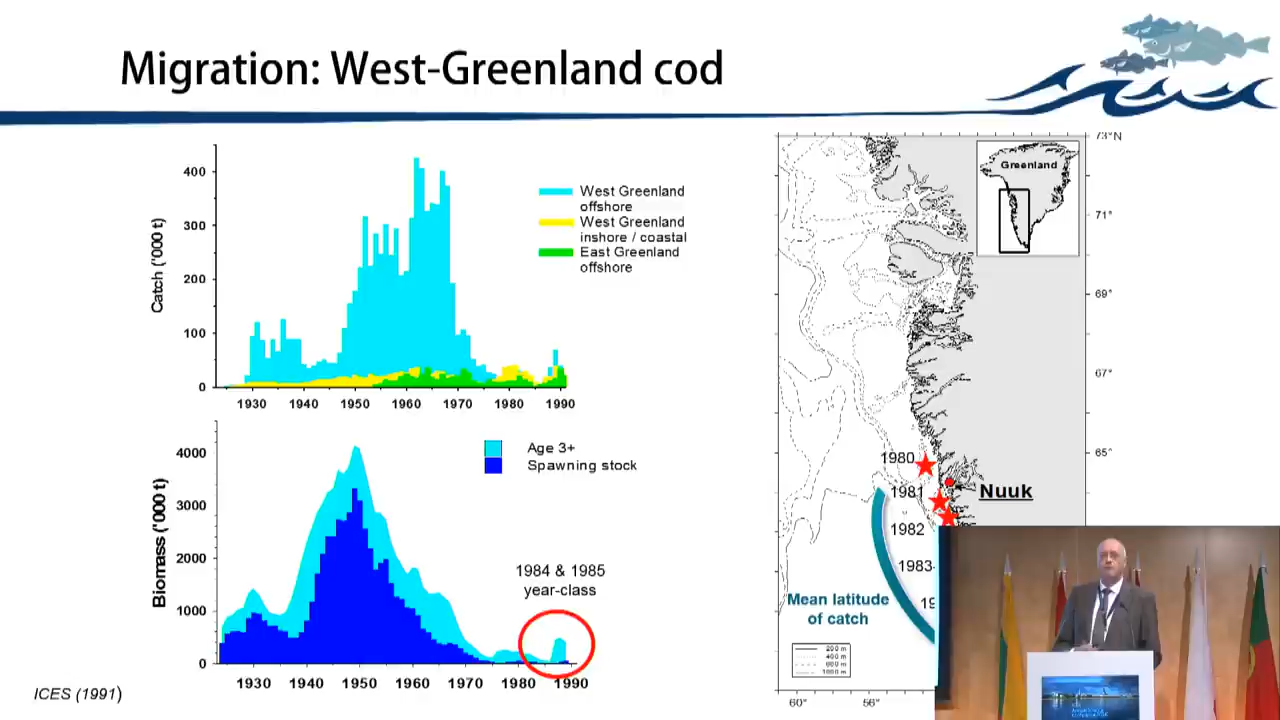 Migration: West-Greenland cod
Catch ('000 t)
400
300
200
100
0
1930 1940 1950 1960 1970 1980 1990
West Greenland
offshore
West Greenland
inshore / coastal
East Greenland
offshore
Biomass ('000 t)
4000
3000
2000
1000
0
1930 1940 1950 1960 1970 1980 1990
Age 3+
Spawning stock
1984 & 1985
year-class
ICES (1991)
Greenland
73°N
71°
69°
67°
65°
1980
1981
Nuuk
1982
1983
19
Mean latitude
of catch
200 m
400 m
600 m
1000 m
60° 56°